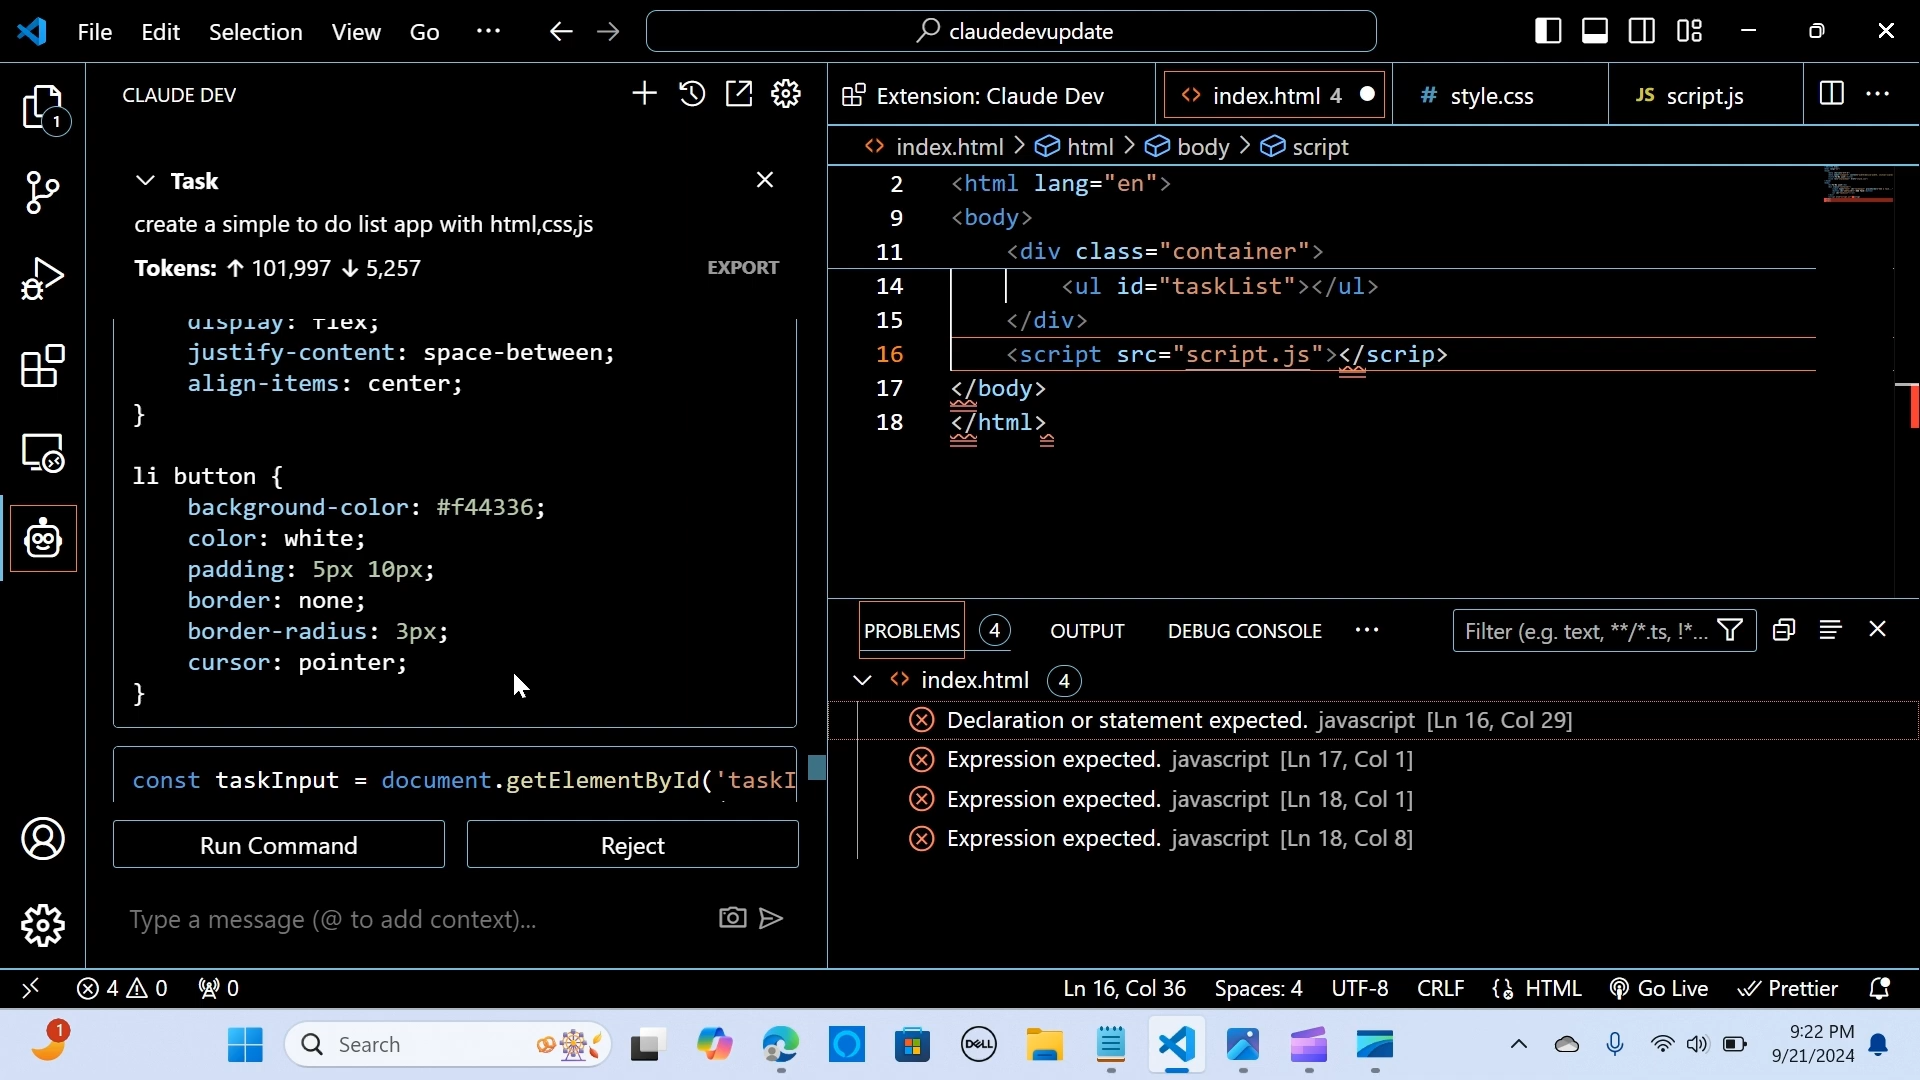 File Edit Selection View Go ...
claudedevupdate
CLAUDE DEV
1
Task
create a simple to do list app with html,css,js
Tokens: ↑ 101,997 ↓ 5,257
EXPORT
display: flex;
justify-content: space-between;
align-items: center;
}
li button {
background-color: #f44336;
color: white;
padding: 5px 10px;
border: none;
border-radius: 3px;
cursor: pointer;
}
const taskInput = document.getElementById('taskI
Run Command
Reject
Type a message (@ to add context)...
Extension: Claude Dev
<> index.html 4
# style.css
JS script.js
<> index.html > html > body > script
2 <html lang="en">
9 <body>
11 <div class="container">
14 <ul id="taskList"></ul>
15 </div>
16 <script src="script.js"></scrip>
17 </body>
18 </html>
PROBLEMS 4 OUTPUT DEBUG CONSOLE ...
Filter (e.g. text, **/*.ts, !*...
<> index.html 4
Declaration or statement expected. javascript [Ln 16, Col 29]
Expression expected. javascript [Ln 17, Col 1]
Expression expected. javascript [Ln 18, Col 1]
Expression expected. javascript [Ln 18, Col 8]
4 0 0
Ln 16, Col 36 Spaces: 4 UTF-8 CRLF HTML Go Live Prettier
1
Search
DELL
9:22 PM
9/21/2024